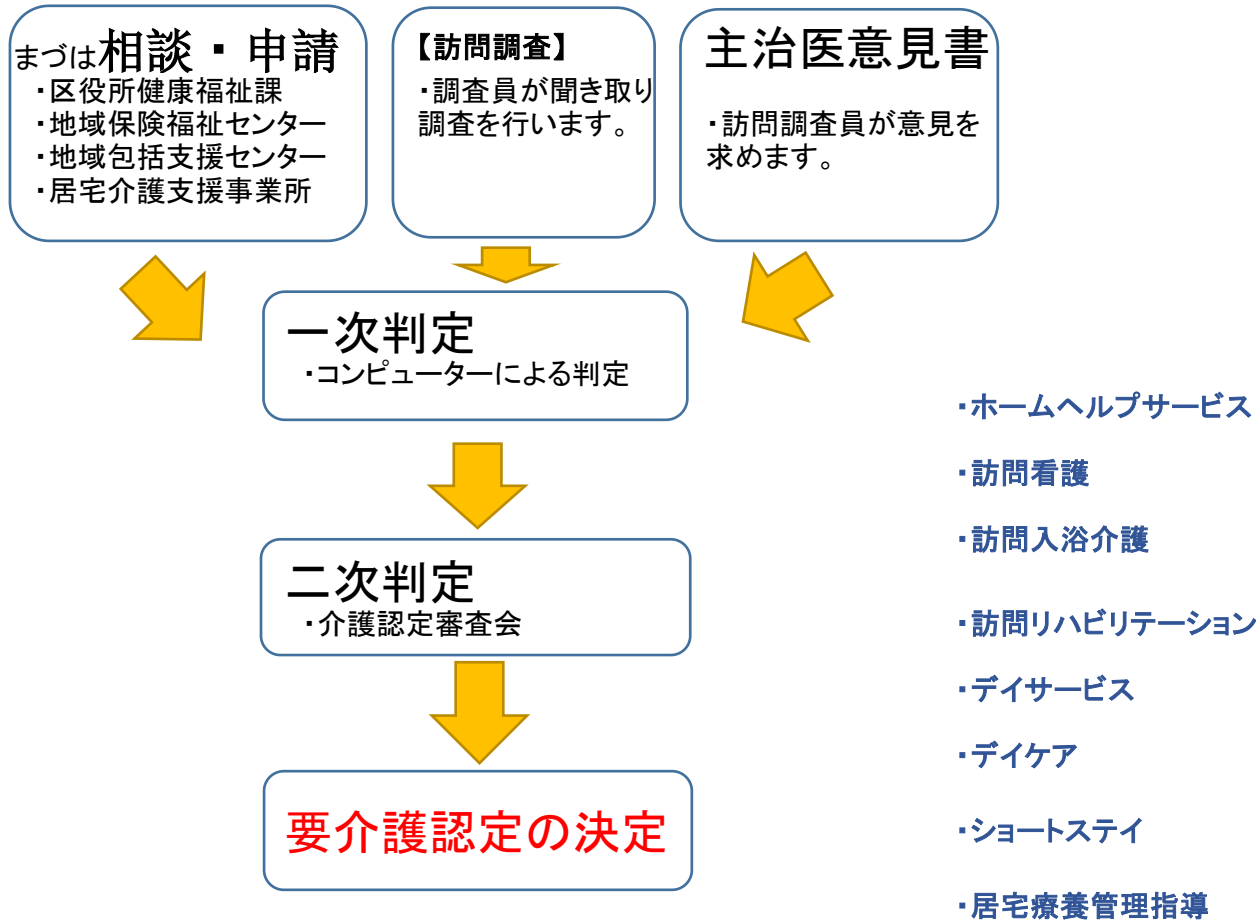 まづは相談・申請
・区役所健康福祉課
・地域保険福祉センター
・地域包括支援センター
・居宅介護支援事業所
【訪問調査】
・調査員が聞き取り
調査を行います。
主治医意見書
・訪問調査員が意見を
求めます。
一次判定
・コンピューターによる判定
二次判定
・介護認定審査会
要介護認定の決定
・ホームヘルプサービス
・訪問看護
・訪問入浴介護
・訪問リハビリテーション
・デイサービス
・デイケア
・ショートステイ
・居宅療養管理指導